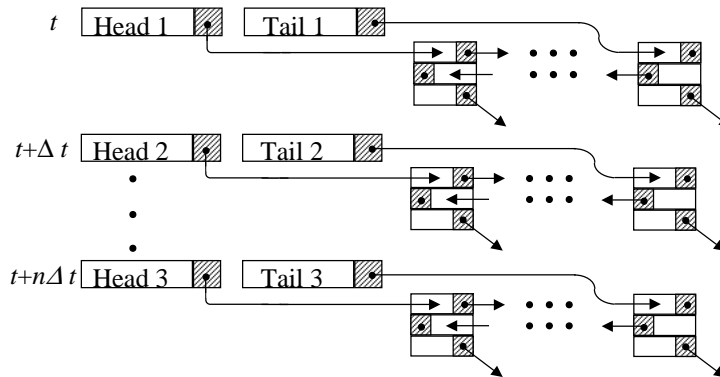 t Head 1 Tail 1
t+Δ t Head 2 Tail 2
t+nΔ t Head 3 Tail 3